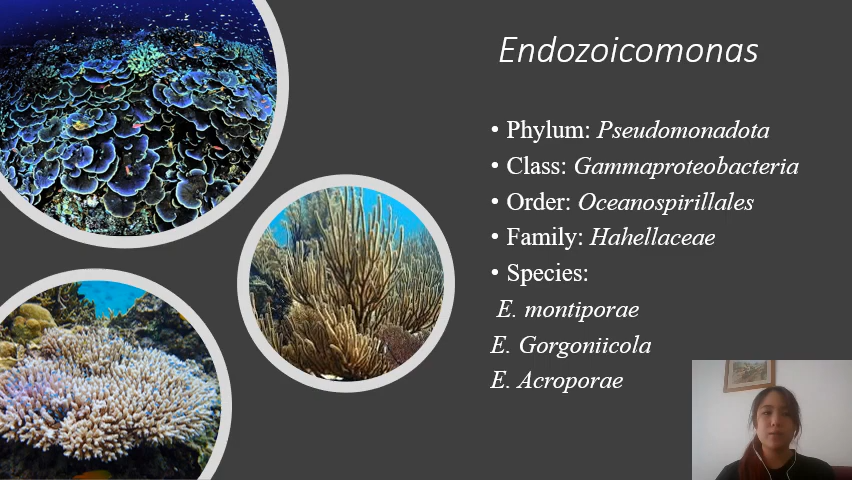 Endozoicomonas
• Phylum: Pseudomonadota
• Class: Gammaproteobacteria
• Order: Oceanospirillales
• Family: Hahellaceae
• Species:
E. montiporae
E. Gorgoniicola
E. Acroporae